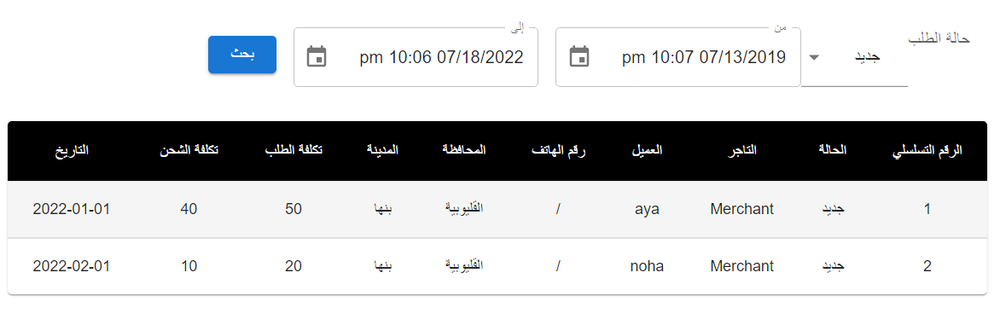 حالة الطلب
جديد
من
07/13/2019 10:07 pm
إلى
07/18/2022 10:06 pm
بحث
الرقم التسلسلي الحالة التاجر العميل رقم الهاتف المحافظة المدينة تكلفة الطلب تكلفة الشحن التاريخ
1 جديد Merchant aya / القليوبية بنها 50 40 2022-01-01
2 جديد Merchant noha / القليوبية بنها 20 10 2022-02-01